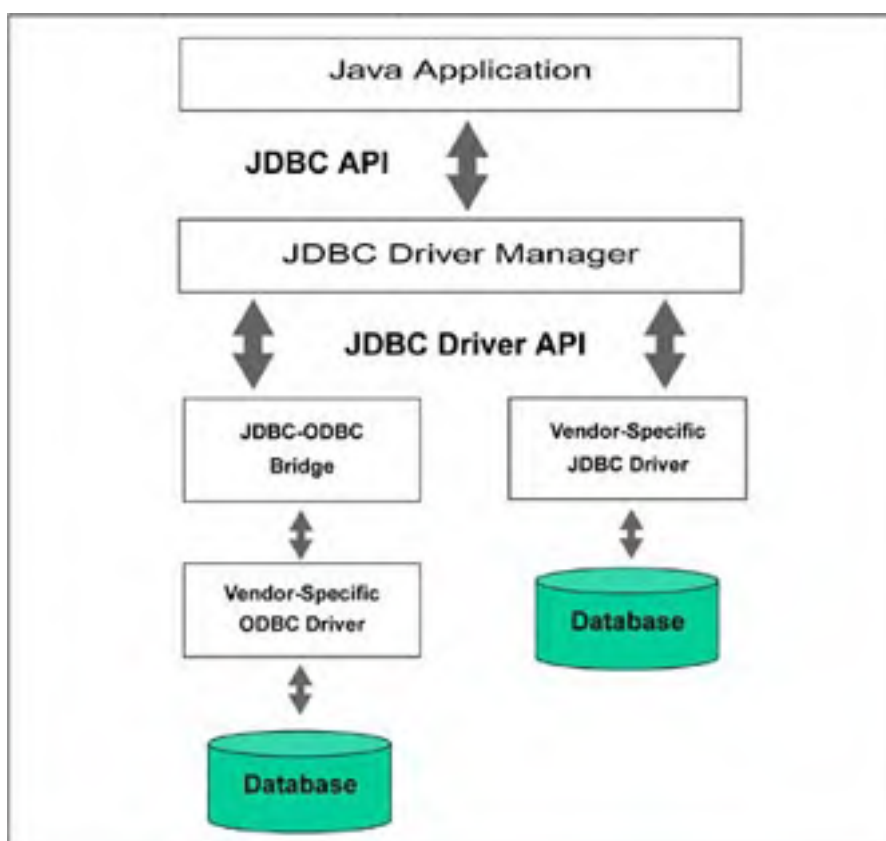 Java Application
JDBC API
JDBC Driver Manager
JDBC Driver API
JDBC-ODBC
Bridge
Vendor-Specific
JDBC Driver
Vendor-Specific
ODBC Driver
Database
Database